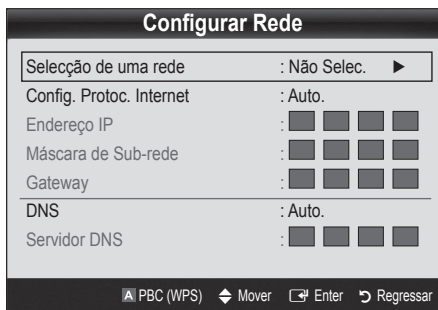 Configurar Rede
Selecção de uma rede : Não Selec. ►
Config. Protoc. Internet : Auto.
Endereço IP :
Máscara de Sub-rede :
Gateway :
DNS : Auto.
Servidor DNS :
A PBC (WPS) Mover Enter Regressar